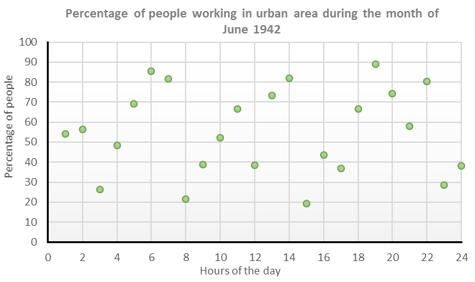 Percentage of people working in urban area during the month of
June 1942
Percentage of people
100
90
80
70
60
50
40
30
20
10
0
0 2 4 6 8 10 12 14 16 18 20 22 24
Hours of the day